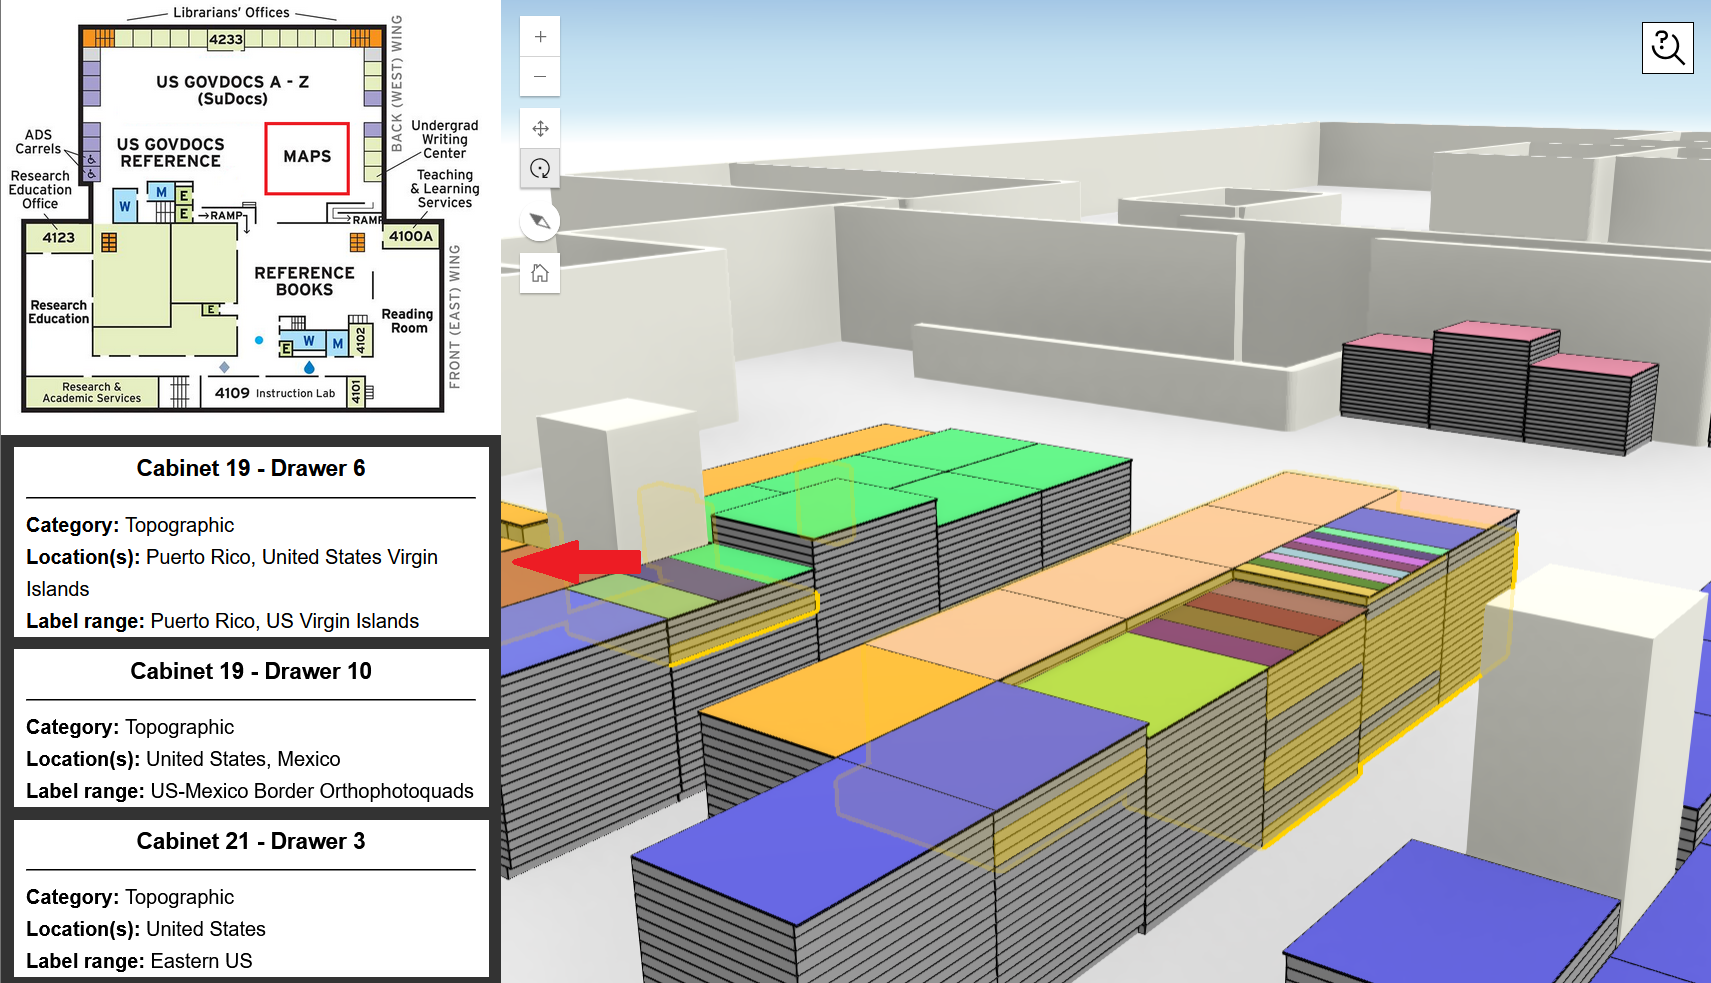 Librarians' Offices
4233
US GOVDOCS A - Z
(SuDocs)
BACK (WEST) WING
ADS
Carrels
US GOVDOCS
REFERENCE
MAPS
Undergrad
Writing
Center
Research
Education
Office
Teaching
& Learning
Services
M
E
W
E
RAMP
RAMP
4123
4100A
REFERENCE
BOOKS
FRONT (EAST) WING
Research
Education
E
Reading
Room
W
M
E
4102
Research &
Academic Services
4109 Instruction Lab
4101
Cabinet 19 - Drawer 6
Category: Topographic
Location(s): Puerto Rico, United States Virgin
Islands
Label range: Puerto Rico, US Virgin Islands
Cabinet 19 - Drawer 10
Category: Topographic
Location(s): United States, Mexico
Label range: US-Mexico Border Orthophotoquads
Cabinet 21 - Drawer 3
Category: Topographic
Location(s): United States
Label range: Eastern US